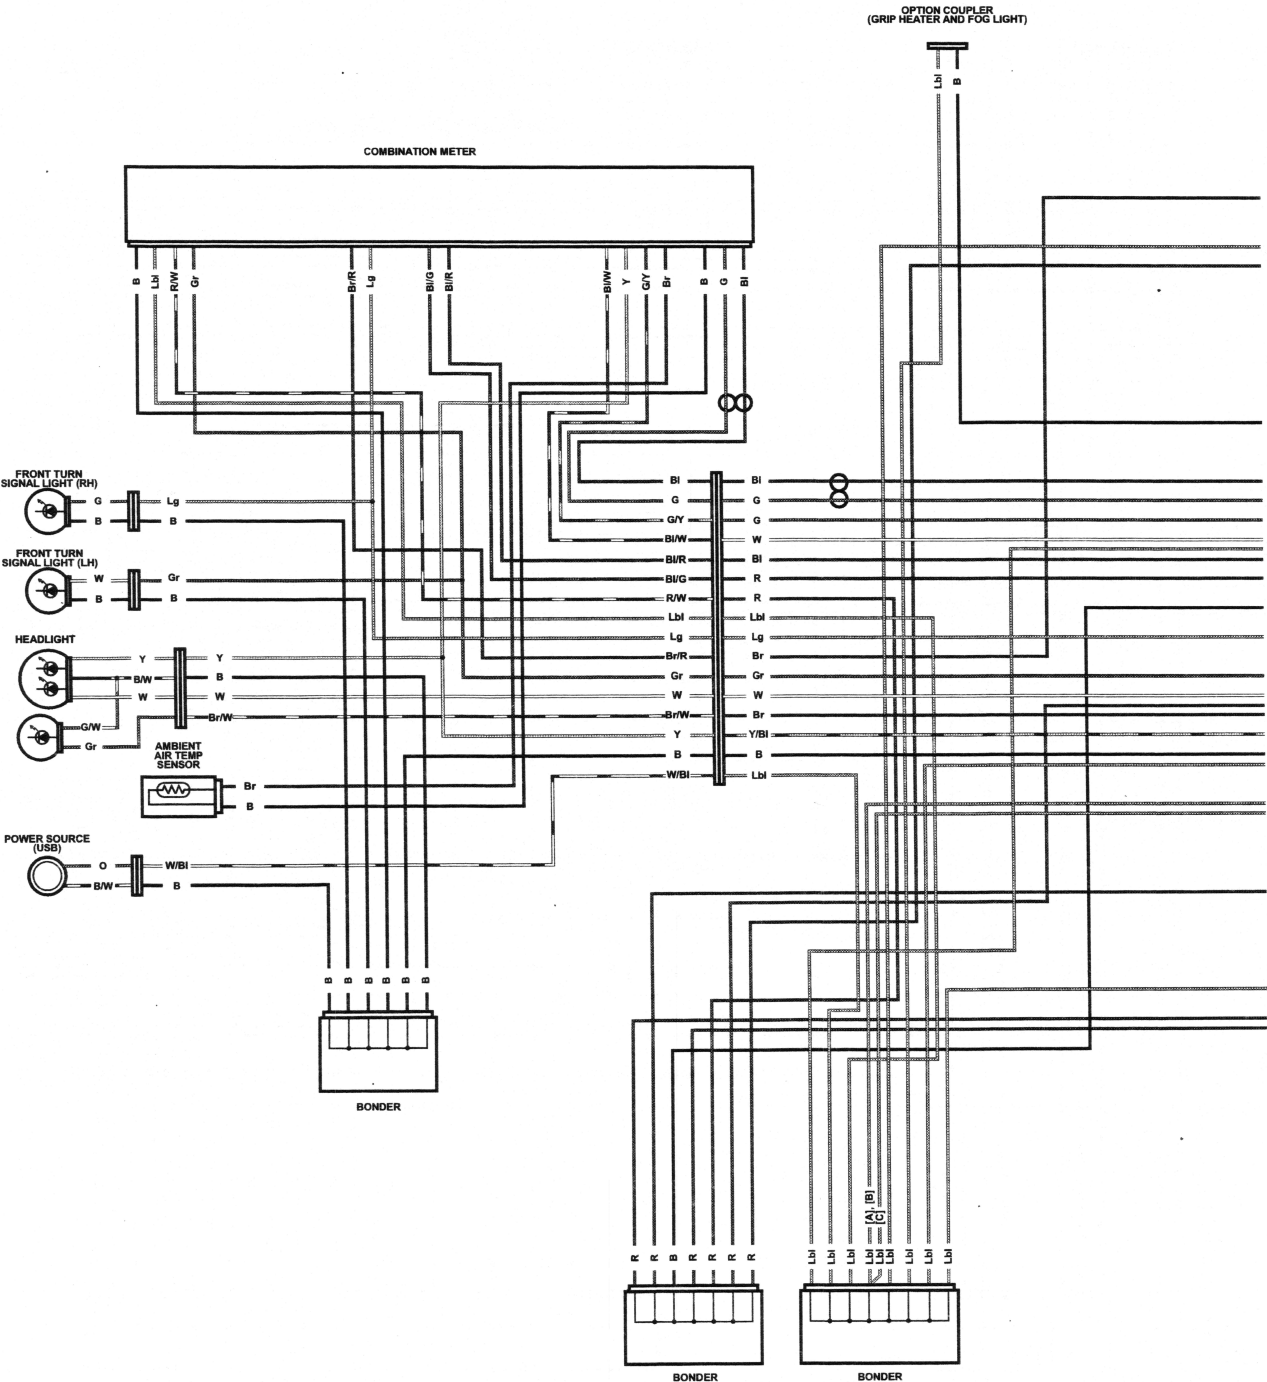 OPTION COUPLER
(GRIP HEATER AND FOG LIGHT)
Lbl B
COMBINATION METER
B Lbl R/W Gr Br/R Lg Bl/G Bl/R Bl/W Y G/Y Br B G Bl
FRONT TURN
SIGNAL LIGHT (RH)
G Lg
B B
FRONT TURN
SIGNAL LIGHT (LH)
W Gr
B B
HEADLIGHT
Y Y
B/W B
W W
Br/W
G/W
Gr
AMBIENT
AIR TEMP
SENSOR
Br
B
POWER SOURCE
(USB)
O W/Bl
B/W B
Bl Bl
G G
G/Y G
Bl/W W
Bl/R Bl
Bl/G R
R/W R
Lbl Lbl
Lg Lg
Br/R Br
Gr Gr
W W
Br/W Br
Y Y/Bl
B B
W/Bl Lbl
B B B B B B
BONDER
[A], [B]
[C]
R R B R R R R
Lbl Lbl Lbl Lbl Lbl Lbl Lbl Lbl Lbl
BONDER
BONDER